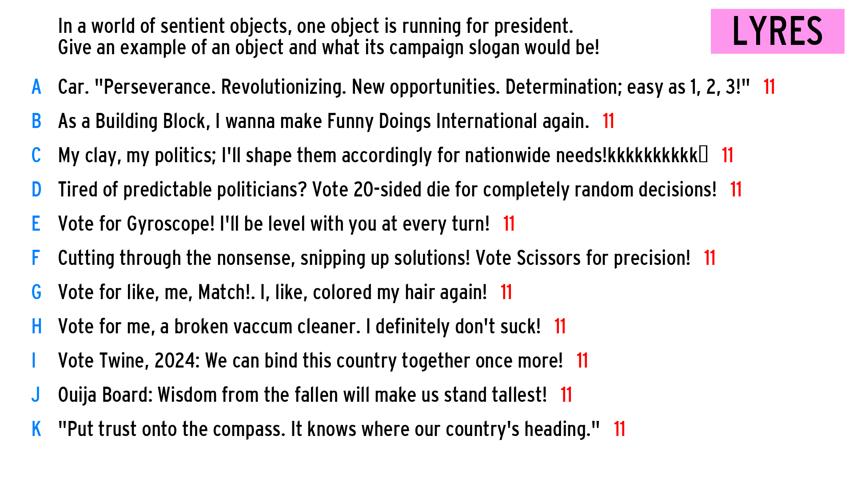 In a world of sentient objects, one object is running for president.
Give an example of an object and what its campaign slogan would be!
LYRES
A Car. "Perseverance. Revolutionizing. New opportunities. Determination; easy as 1, 2, 3!" 11
B As a Building Block, I wanna make Funny Doings International again. 11
C My clay, my politics; I'll shape them accordingly for nationwide needs!kkkkkkkkkk▯ 11
D Tired of predictable politicians? Vote 20-sided die for completely random decisions! 11
E Vote for Gyroscope! I'll be level with you at every turn! 11
F Cutting through the nonsense, snipping up solutions! Vote Scissors for precision! 11
G Vote for like, me, Match!. I, like, colored my hair again! 11
H Vote for me, a broken vaccum cleaner. I definitely don't suck! 11
I Vote Twine, 2024: We can bind this country together once more! 11
J Ouija Board: Wisdom from the fallen will make us stand tallest! 11
K "Put trust onto the compass. It knows where our country's heading." 11